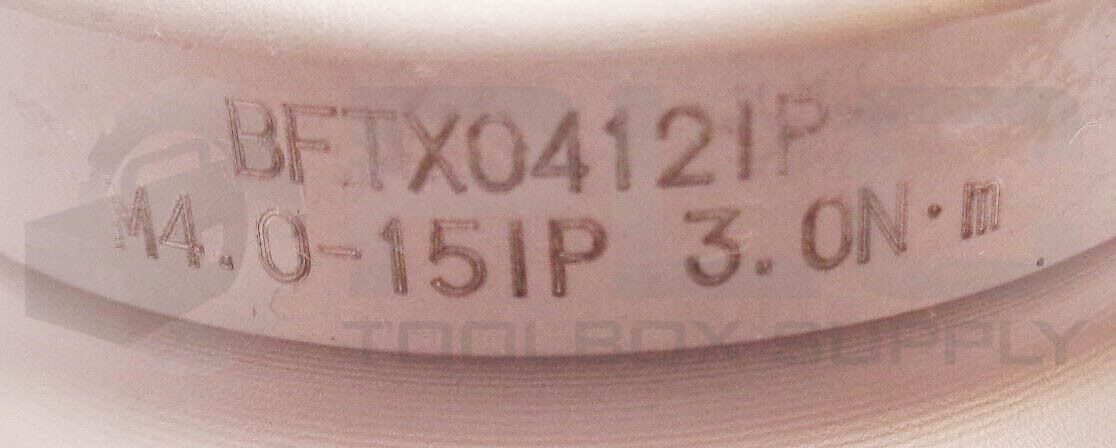 BFTX0412IP
M4.0-15IP 3.0N·m
TOOLBOX SUPPLY